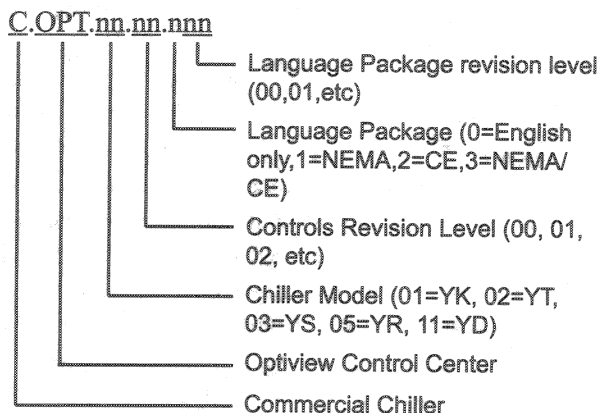 C.OPT.nn.nn.nnn
Language Package revision level
(00,01,etc)
Language Package (0=English
only,1=NEMA,2=CE,3=NEMA/
CE)
Controls Revision Level (00, 01,
02, etc)
Chiller Model (01=YK, 02=YT,
03=YS, 05=YR, 11=YD)
Optiview Control Center
Commercial Chiller